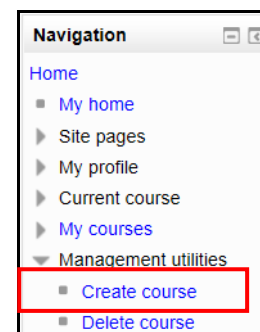 Navigation
Home
My home
Site pages
My profile
Current course
My courses
Management utilities
Create course
Delete course